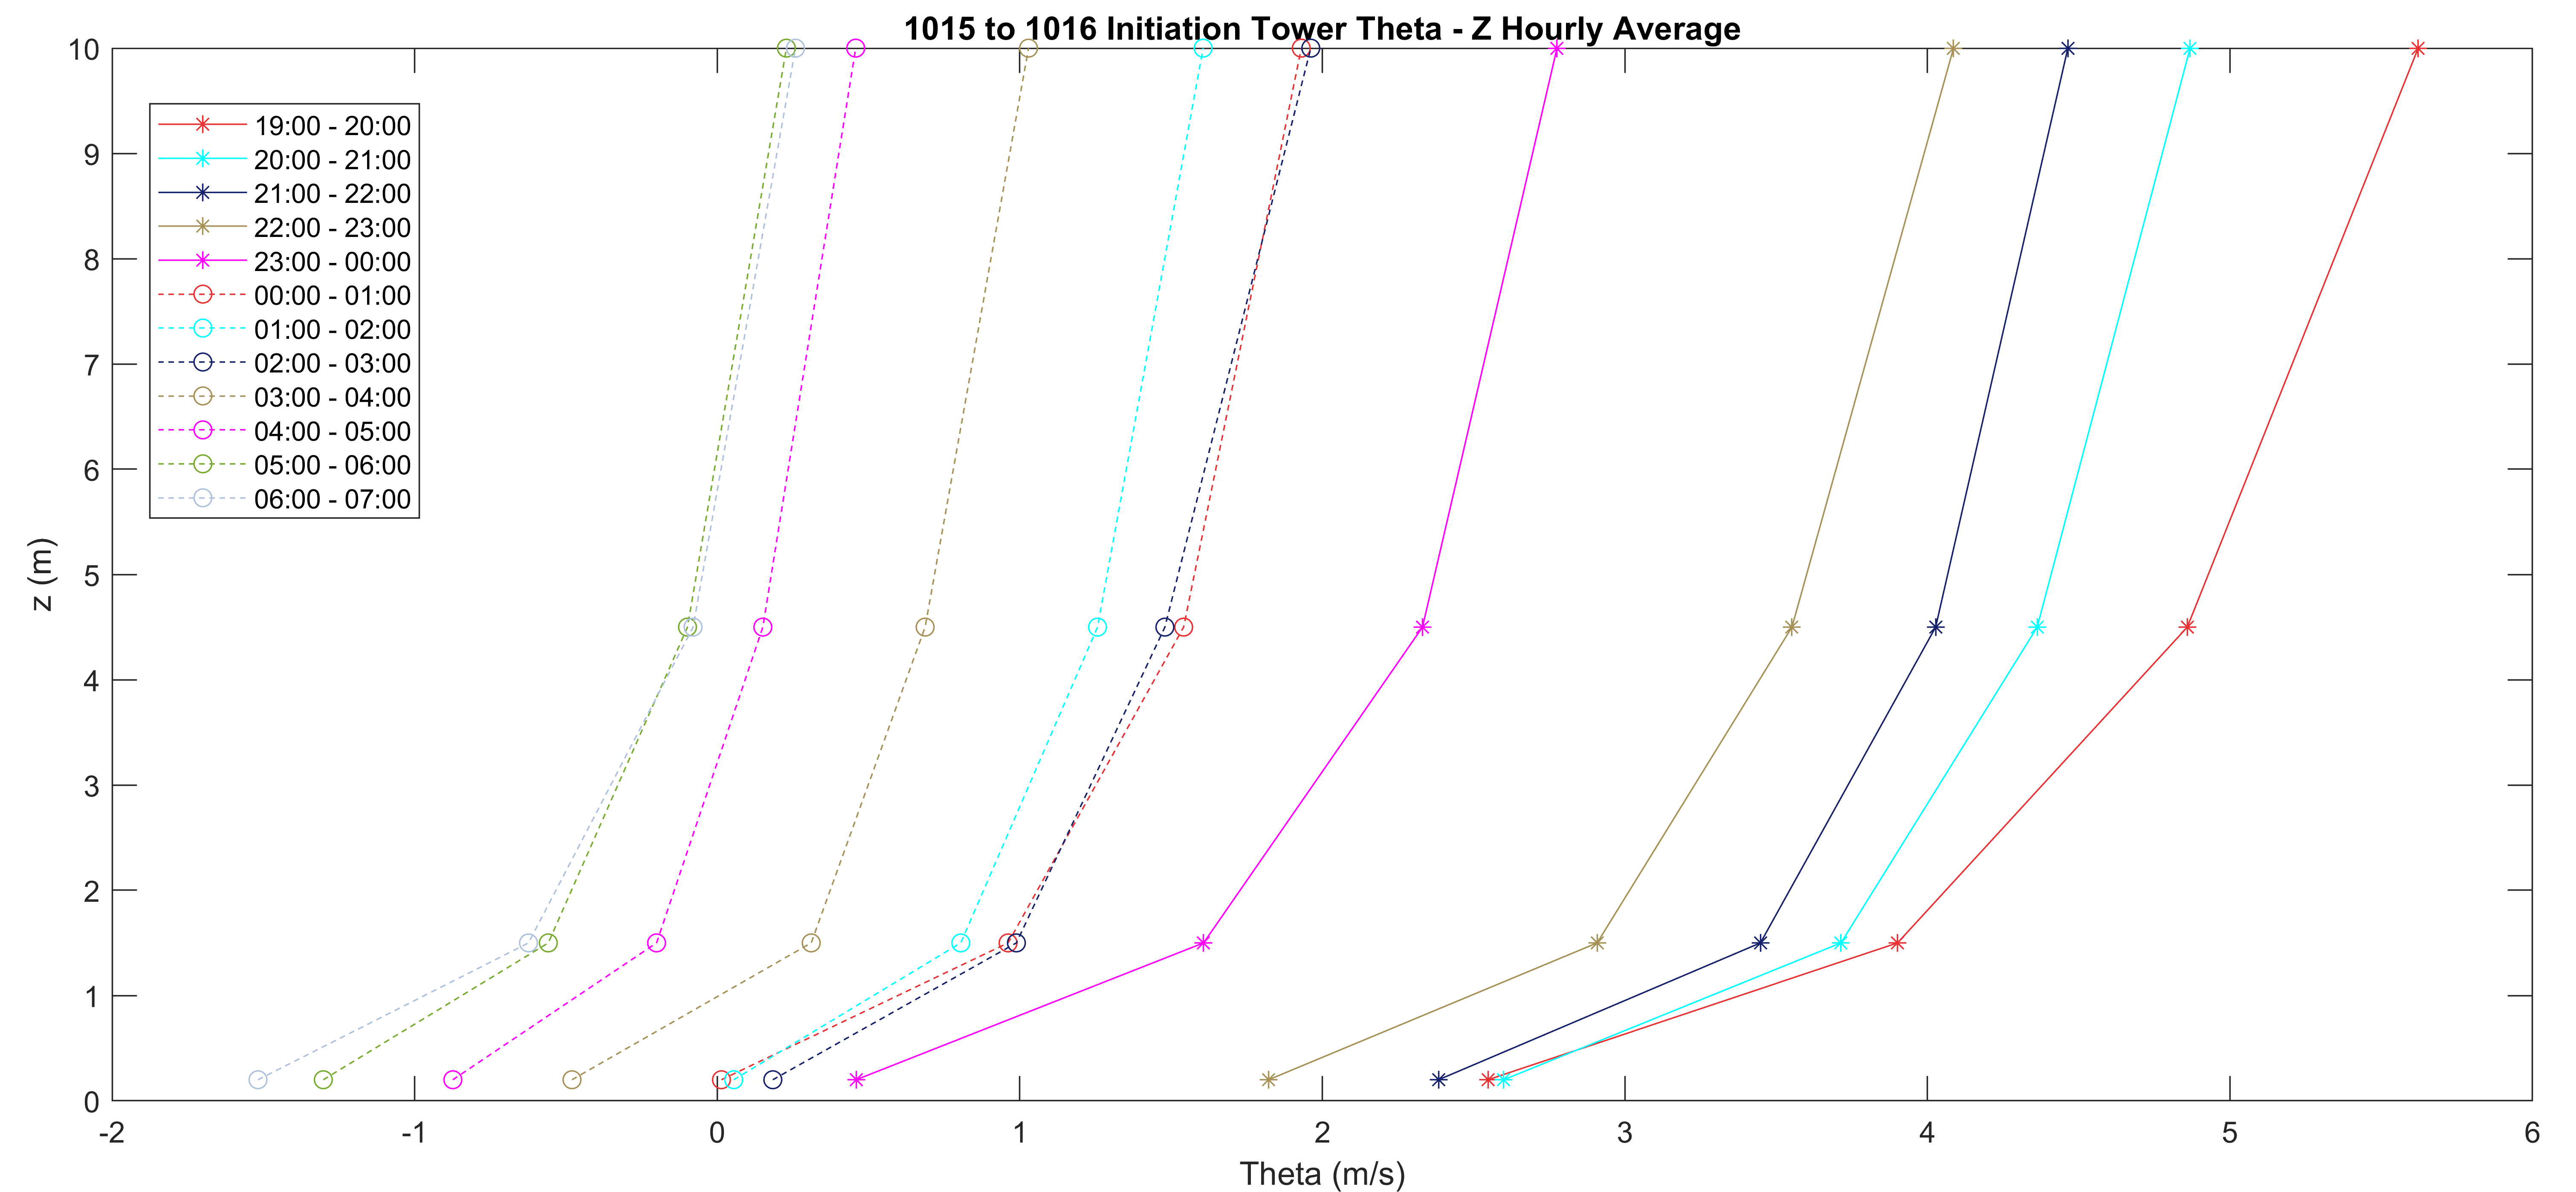 1015 to 1016 Initiation Tower Theta - Z Hourly Average
10
9
8
7
6
5
4
3
2
1
0
z (m)
19:00 - 20:00
20:00 - 21:00
21:00 - 22:00
22:00 - 23:00
23:00 - 00:00
00:00 - 01:00
01:00 - 02:00
02:00 - 03:00
03:00 - 04:00
04:00 - 05:00
05:00 - 06:00
06:00 - 07:00
-2 -1 0 1 2 3 4 5 6
Theta (m/s)